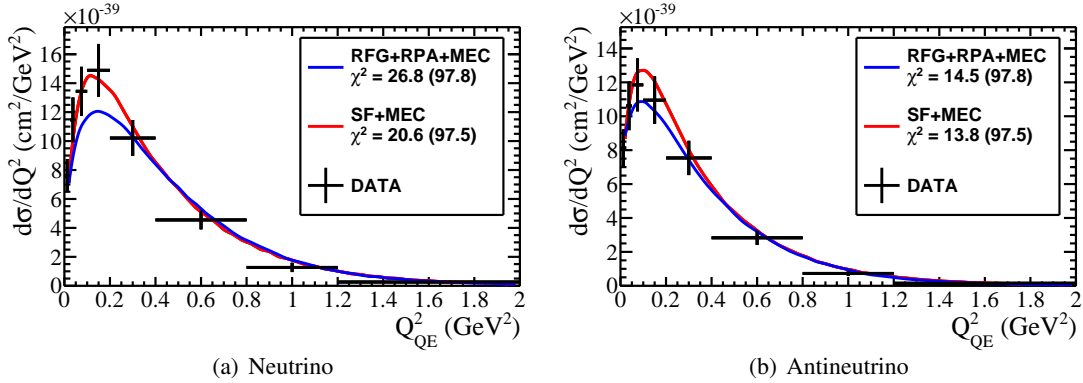 ×10⁻³⁹
dσ/dQ² (cm²/GeV²)
16
14
12
10
8
6
4
2
0
RFG+RPA+MEC
χ² = 26.8 (97.8)
SF+MEC
χ² = 20.6 (97.5)
DATA
0 0.2 0.4 0.6 0.8 1 1.2 1.4 1.6 1.8 2
Q²_QE (GeV²)
(a) Neutrino
×10⁻³⁹
dσ/dQ² (cm²/GeV²)
14
12
10
8
6
4
2
0
RFG+RPA+MEC
χ² = 14.5 (97.8)
SF+MEC
χ² = 13.8 (97.5)
DATA
0 0.2 0.4 0.6 0.8 1 1.2 1.4 1.6 1.8 2
Q²_QE (GeV²)
(b) Antineutrino